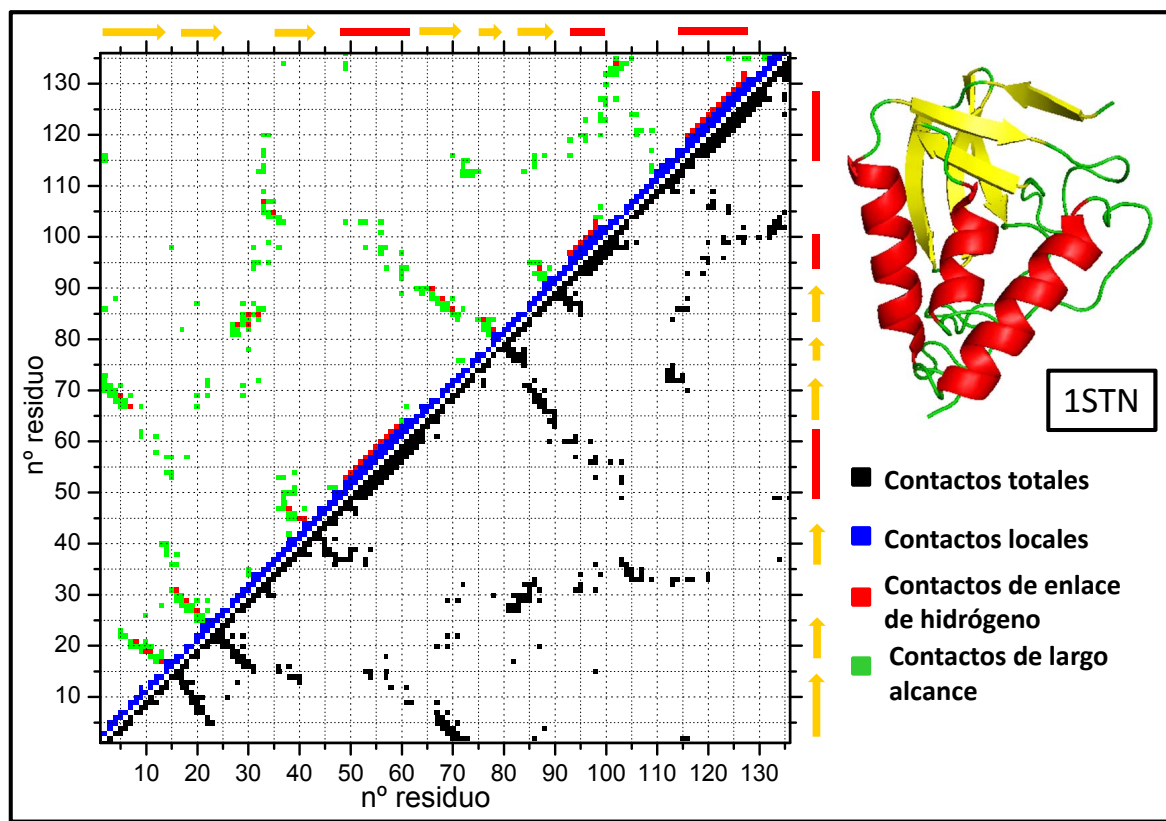 130
120
110
100
90
80
70
60
50
40
30
20
10
nº residuo
10 20 30 40 50 60 70 80 90 100 110 120 130
nº residuo
1STN
Contactos totales
Contactos locales
Contactos de enlace
de hidrógeno
Contactos de largo
alcance